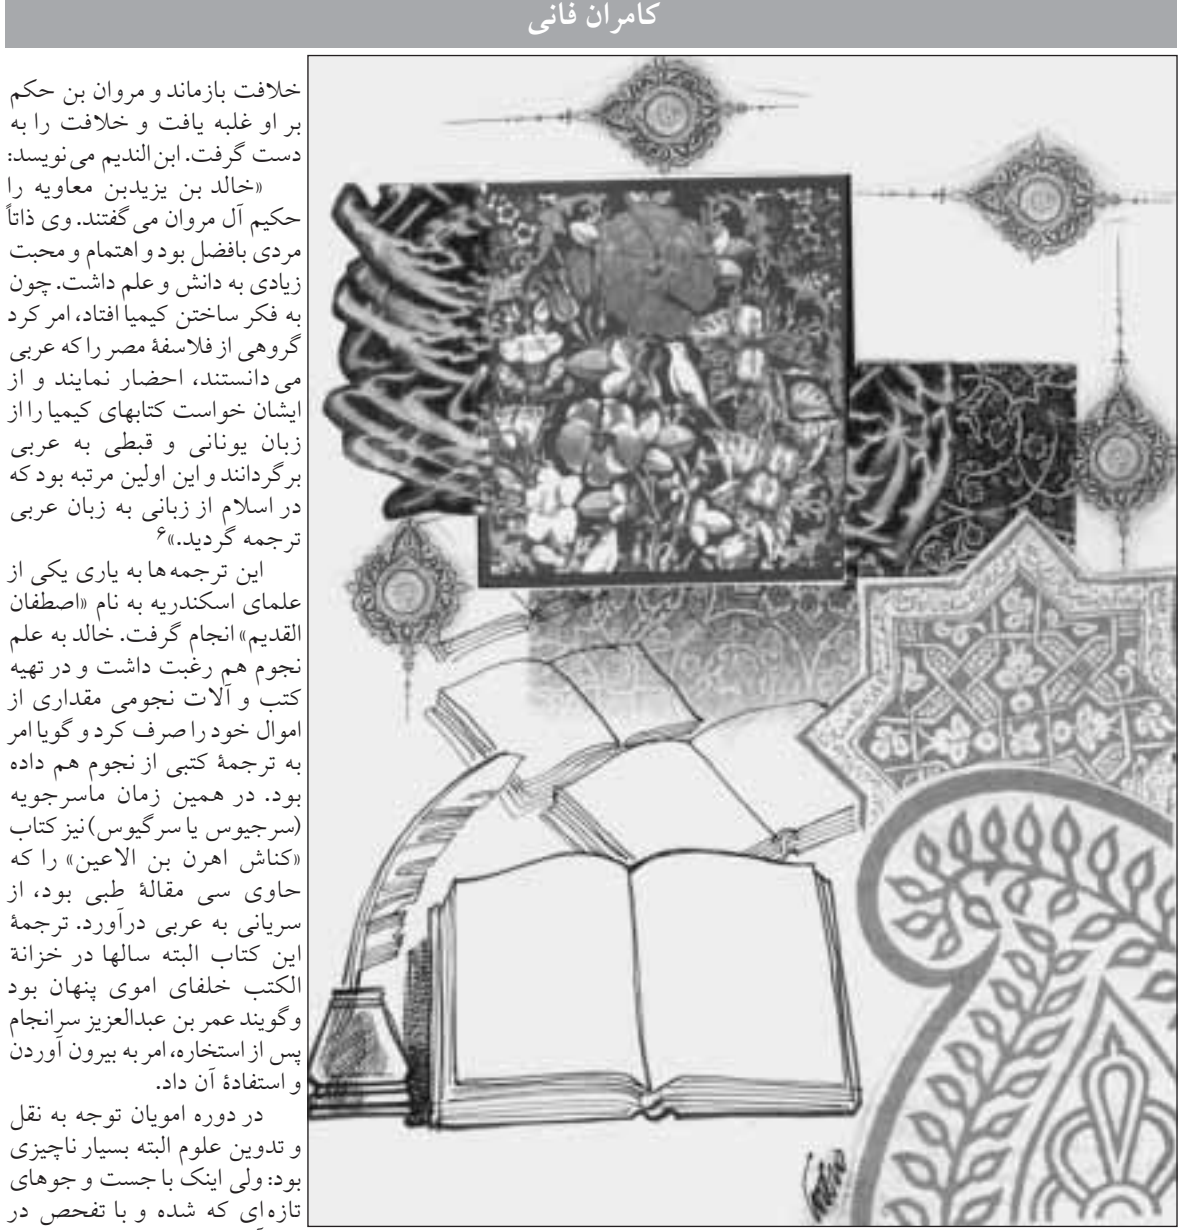 کامران فانی
خلافت بازماند و مروان بن حکم
بر او غلبه یافت و خلافت را به
دست گرفت. ابن‌الندیم می‌نویسد:
«خالد بن یزیدبن معاویه را
حکیم آل مروان می‌گفتند. وی ذاتاً
مردی بافضل بود و اهتمام و محبت
زیادی به دانش و علم داشت. چون
به فکر ساختن کیمیا افتاد، امر کرد
گروهی از فلاسفهٔ مصر را که عربی
می‌دانستند، احضار نمایند و از
ایشان خواست کتابهای کیمیا را از
زبان یونانی و قبطی به عربی
برگردانند و این اولین مرتبه بود که
در اسلام از زبانی به زبان عربی
ترجمه گردید.»۶
این ترجمه‌ها به یاری یکی از
علمای اسکندریه به نام «اصطفان
القدیم» انجام گرفت. خالد به علم
نجوم هم رغبت داشت و در تهیه
کتب و آلات نجومی مقداری از
اموال خود را صرف کرد و گویا امر
به ترجمهٔ کتبی از نجوم هم داده
بود. در همین زمان ماسرجویه
(سرجیوس یا سرگیوس) نیز کتاب
«کناش اهرن بن الاعین» را که
حاوی سی مقالهٔ طبی بود، از
سریانی به عربی درآورد. ترجمهٔ
این کتاب البته سالها در خزانة
الکتب خلفای اموی پنهان بود
و گویند عمر بن عبدالعزیز سرانجام
پس از استخاره، امر به بیرون آوردن
و استفادهٔ آن داد.
در دوره امویان توجه به نقل
و تدوین علوم البته بسیار ناچیزی
بود: ولی اینک با جست و جوهای
تازه‌ای که شده و با تفحص در